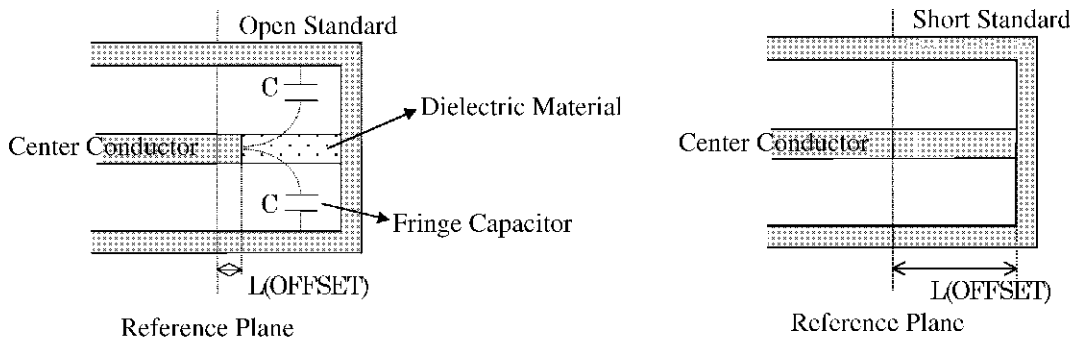 Open Standard
C
Dielectric Material
Center Conductor
C
Fringe Capacitor
L(OFFSET)
Reference Plane
Short Standard
Center Conductor
L(OFFSET)
Reference Plane